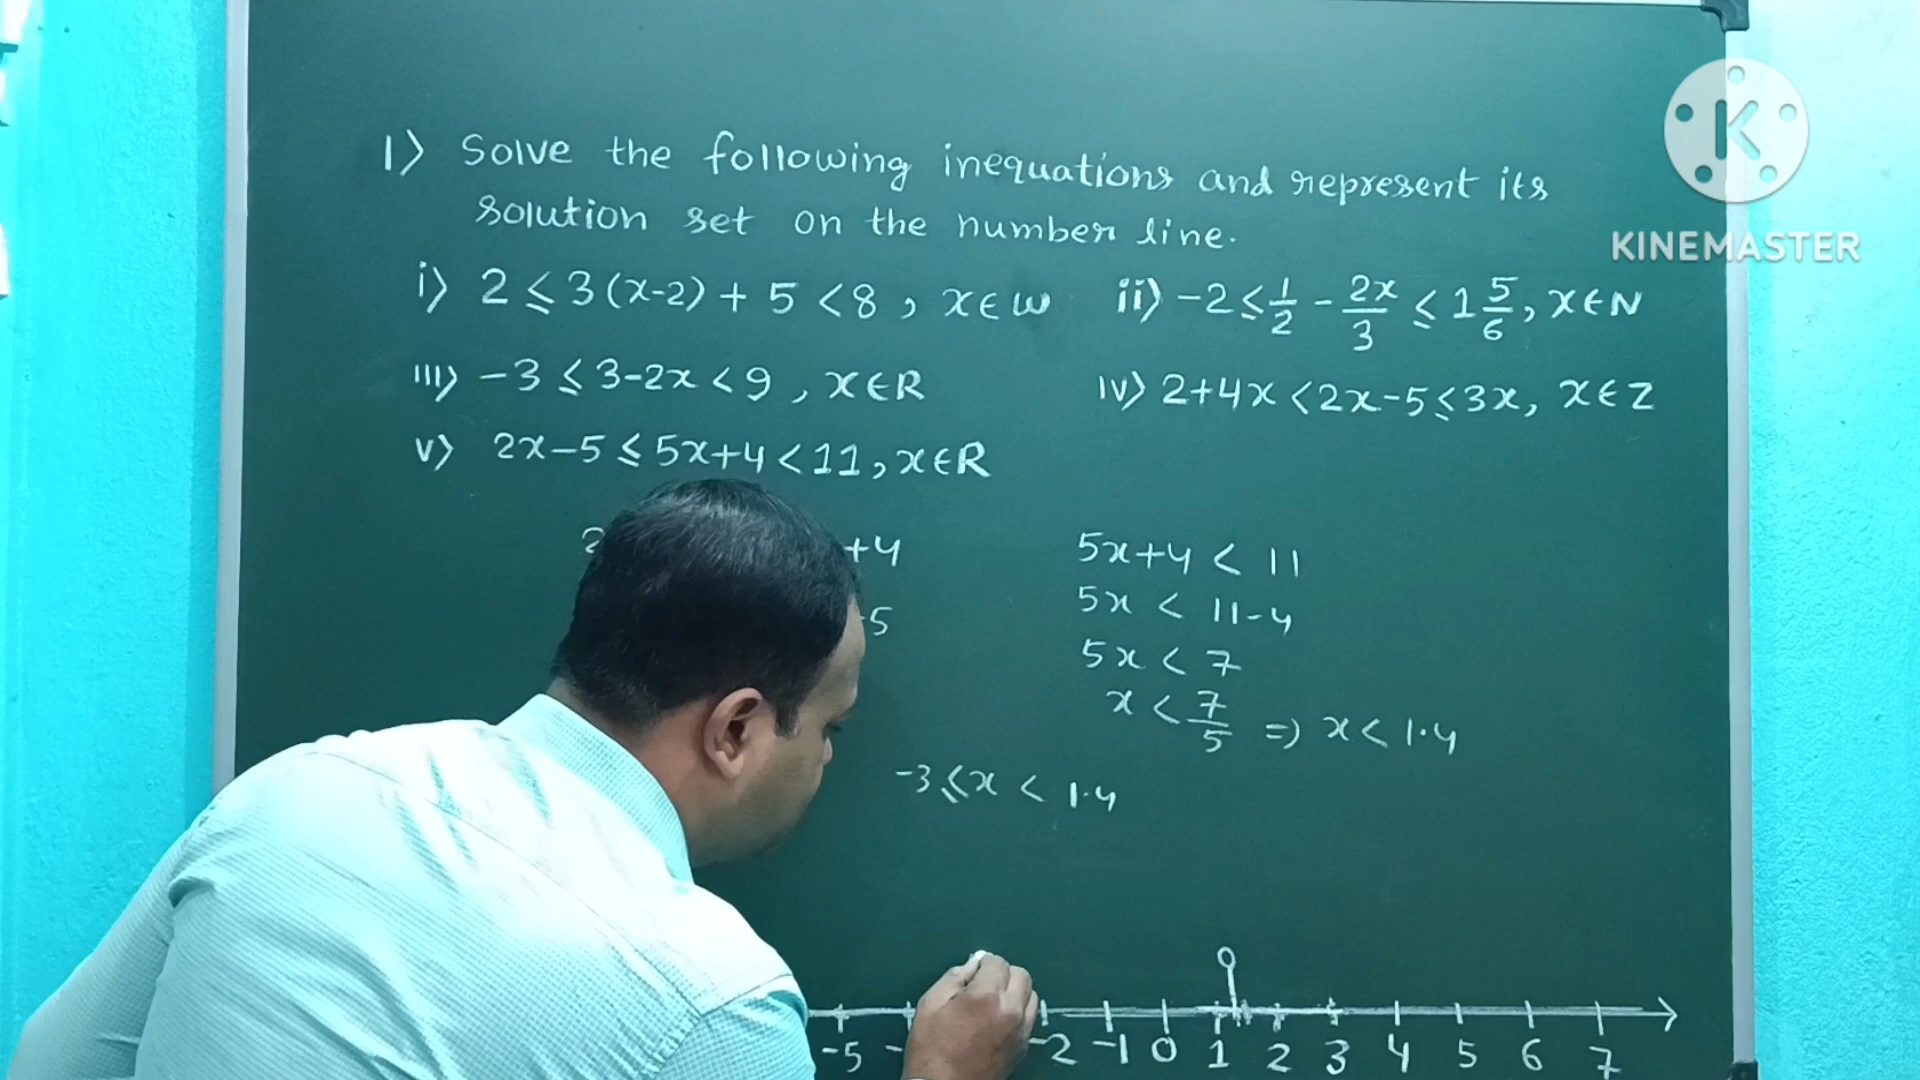 1) Solve the following inequations and represent its
solution set on the number line.
i) 2 ≤ 3(x-2) + 5 < 8 , x ∈ W
ii) -2 ≤ 1/2 - 2x/3 ≤ 1 5/6, x ∈ N
iii) -3 ≤ 3-2x < 9 , x ∈ R
iv) 2+4x < 2x-5 ≤ 3x, x ∈ Z
v) 2x-5 ≤ 5x+4 < 11, x ∈ R
2
+4
-5
5x+4 < 11
5x < 11-4
5x < 7
x < 7/5 => x < 1.4
-3 ≤ x < 1.4
-5 - -2 -1 0 1 2 3 4 5 6 7
K
KINEMASTER